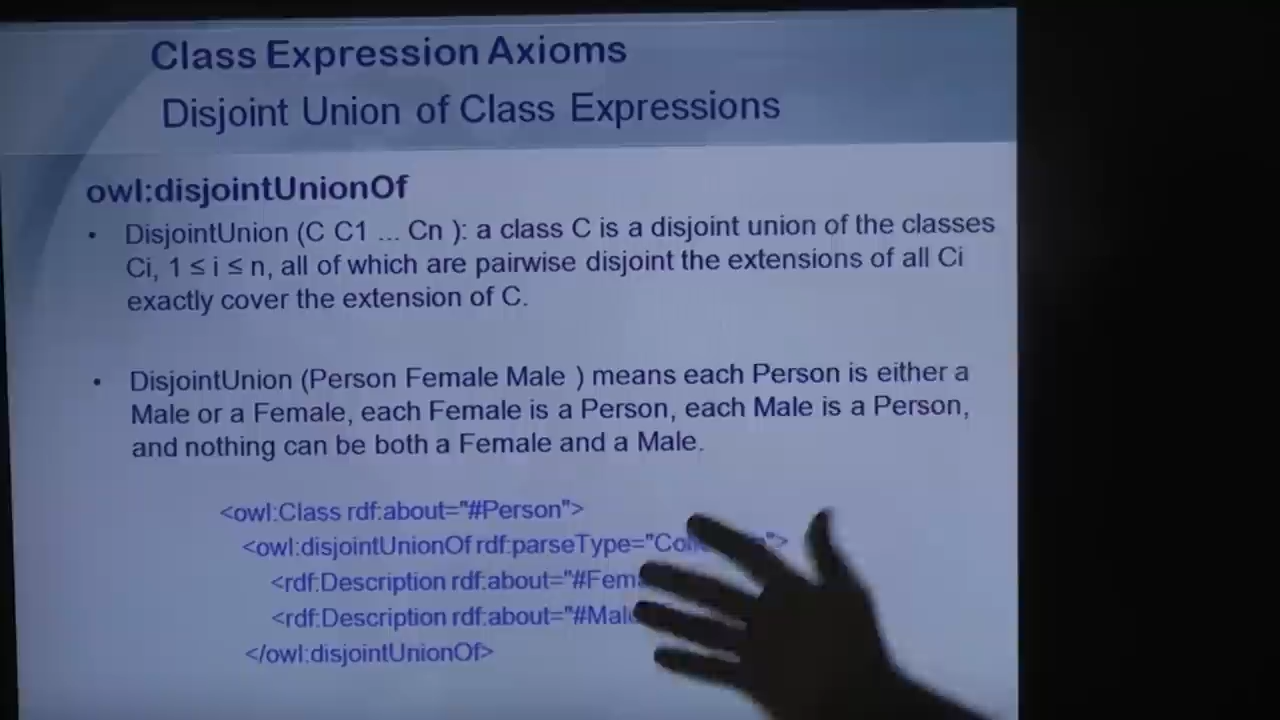 Class Expression Axioms
Disjoint Union of Class Expressions
owl:disjointUnionOf
• DisjointUnion (C C1 ... Cn ): a class C is a disjoint union of the classes
Ci, 1 ≤ i ≤ n, all of which are pairwise disjoint the extensions of all Ci
exactly cover the extension of C.
• DisjointUnion (Person Female Male ) means each Person is either a
Male or a Female, each Female is a Person, each Male is a Person,
and nothing can be both a Female and a Male.
<owl:Class rdf:about="#Person">
<owl:disjointUnionOf rdf:parseType="
<rdf:Description rdf:about="
<rdf:Description rdf:about="#Male
</owl:disjointUnionOf>